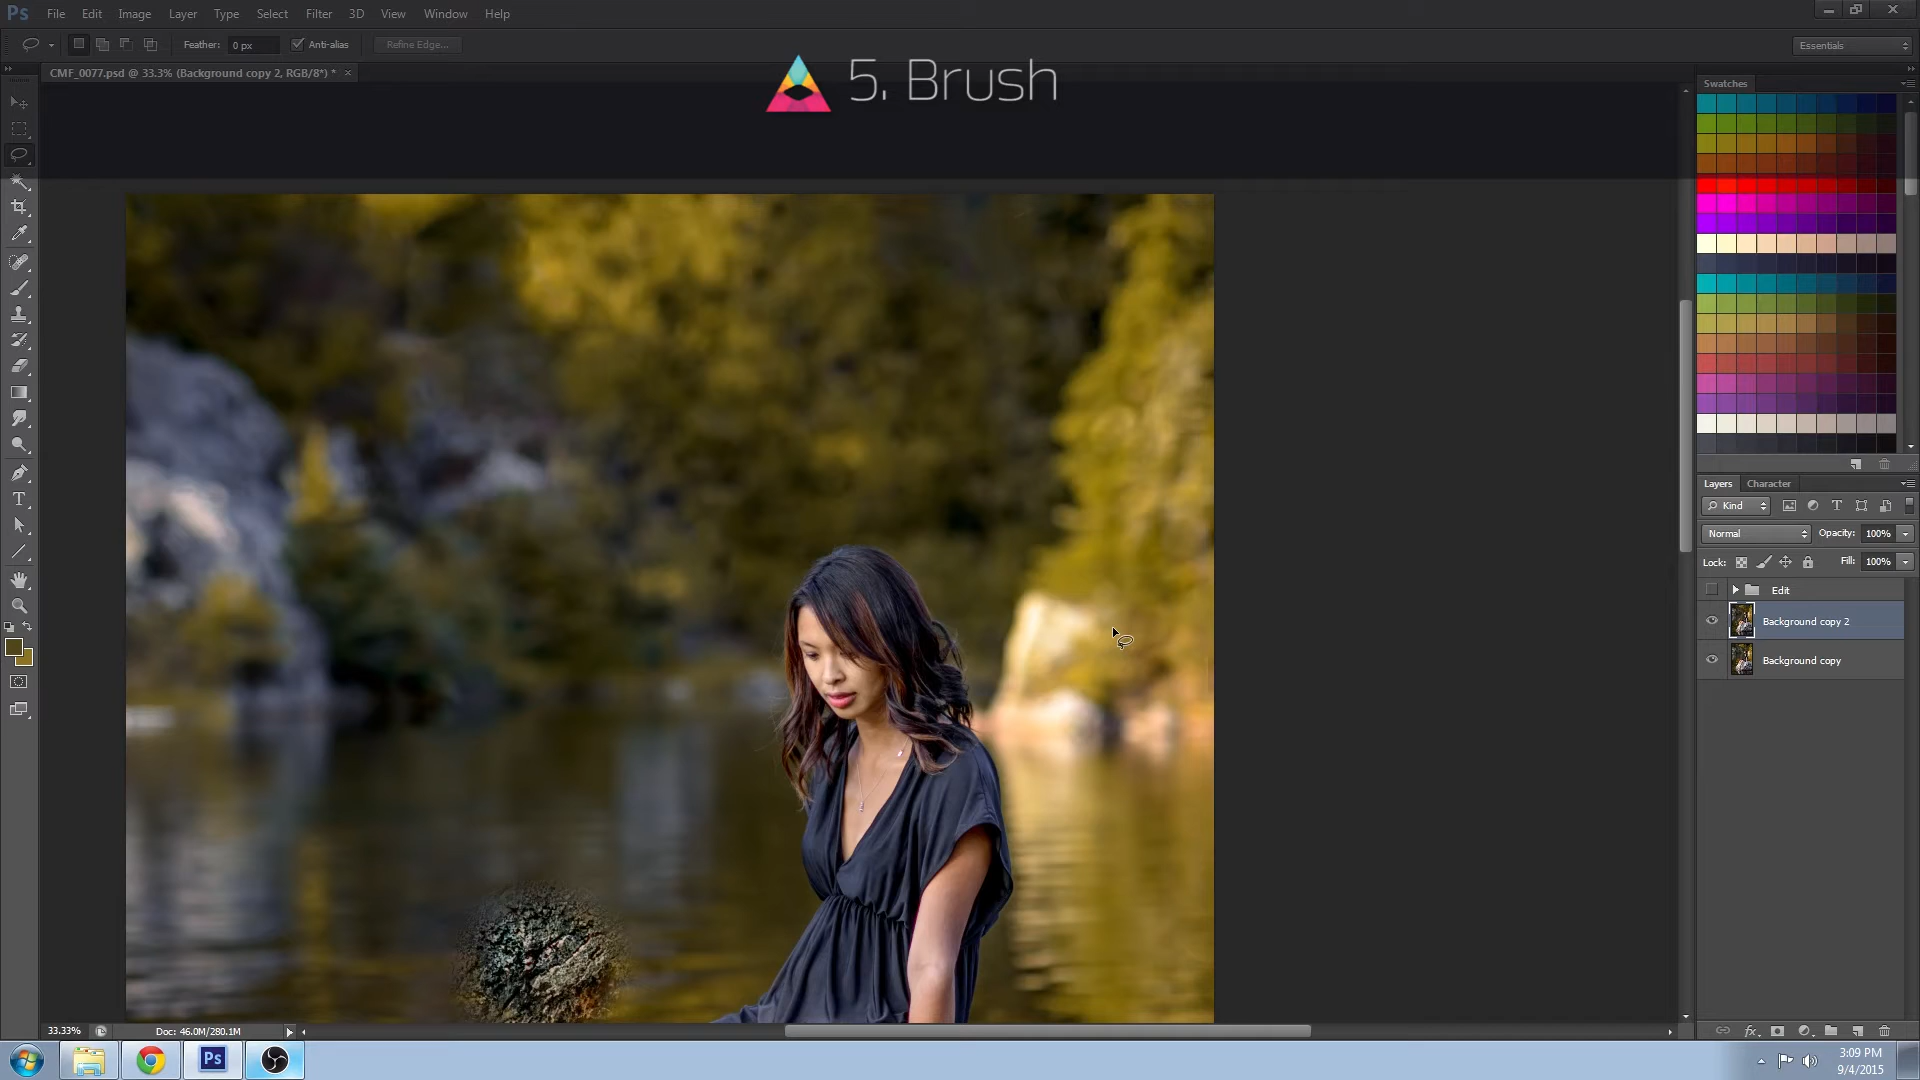 Ps File Edit Image Layer Type Select Filter 3D View Window Help
Feather: 0 px Anti-alias Refine Edge... Essentials
CMF_0077.psd @ 33.3% (Background copy 2, RGB/8*) * ×
5. Brush
Swatches
Layers Character
Kind
Normal Opacity: 100%
Lock: Fill: 100%
Edit
Background copy 2
Background copy
33.33% Doc: 46.0M/280.1M
Ps
3:09 PM
9/4/2015